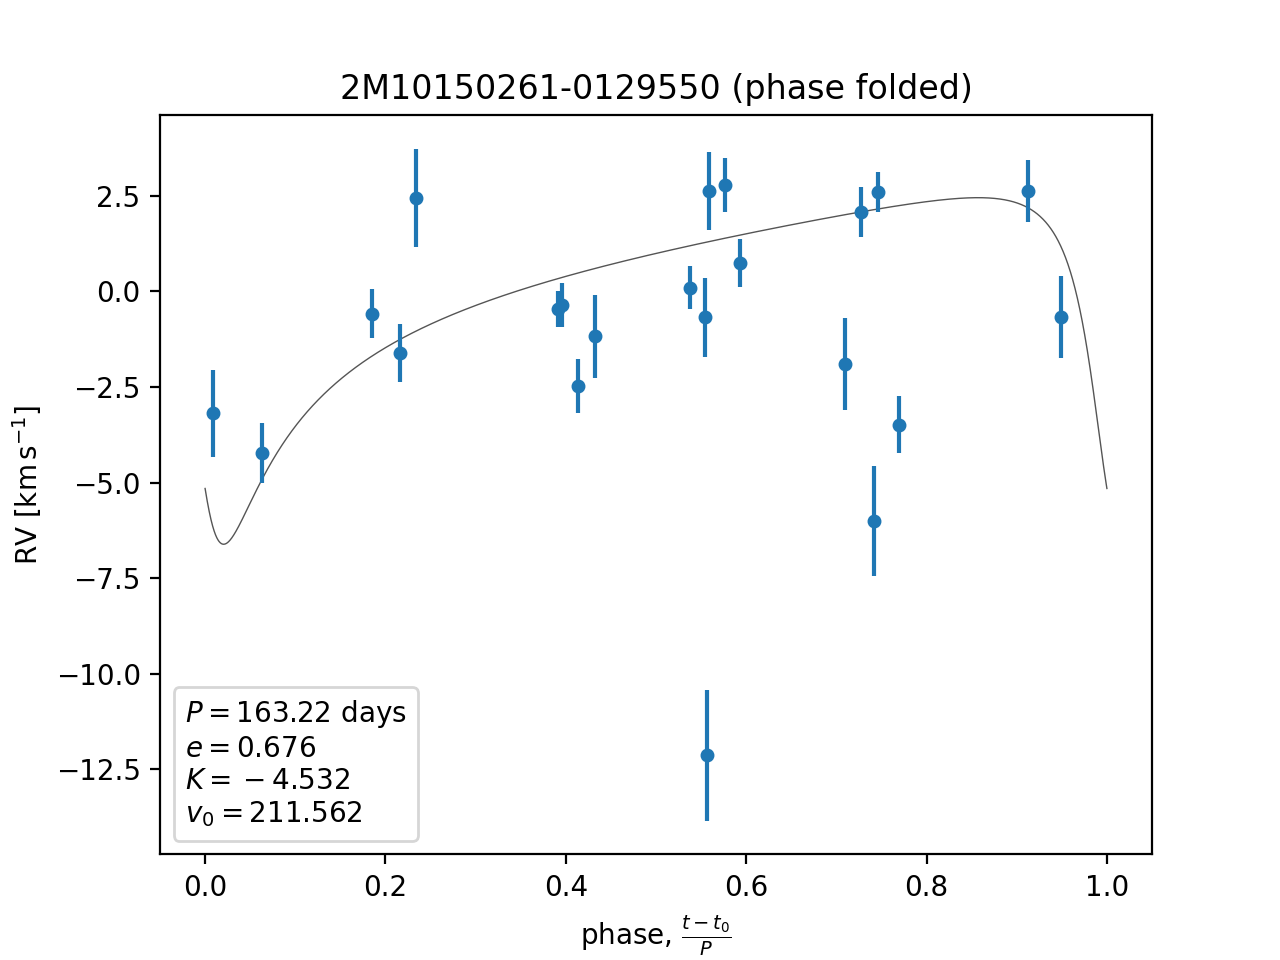 2M10150261-0129550 (phase folded)
RV [km s⁻¹]
2.5
0.0
−2.5
−5.0
−7.5
−10.0
−12.5
P = 163.22 days
e = 0.676
K = −4.532
v₀ = 211.562
0.0 0.2 0.4 0.6 0.8 1.0
phase, (t − t₀)/P